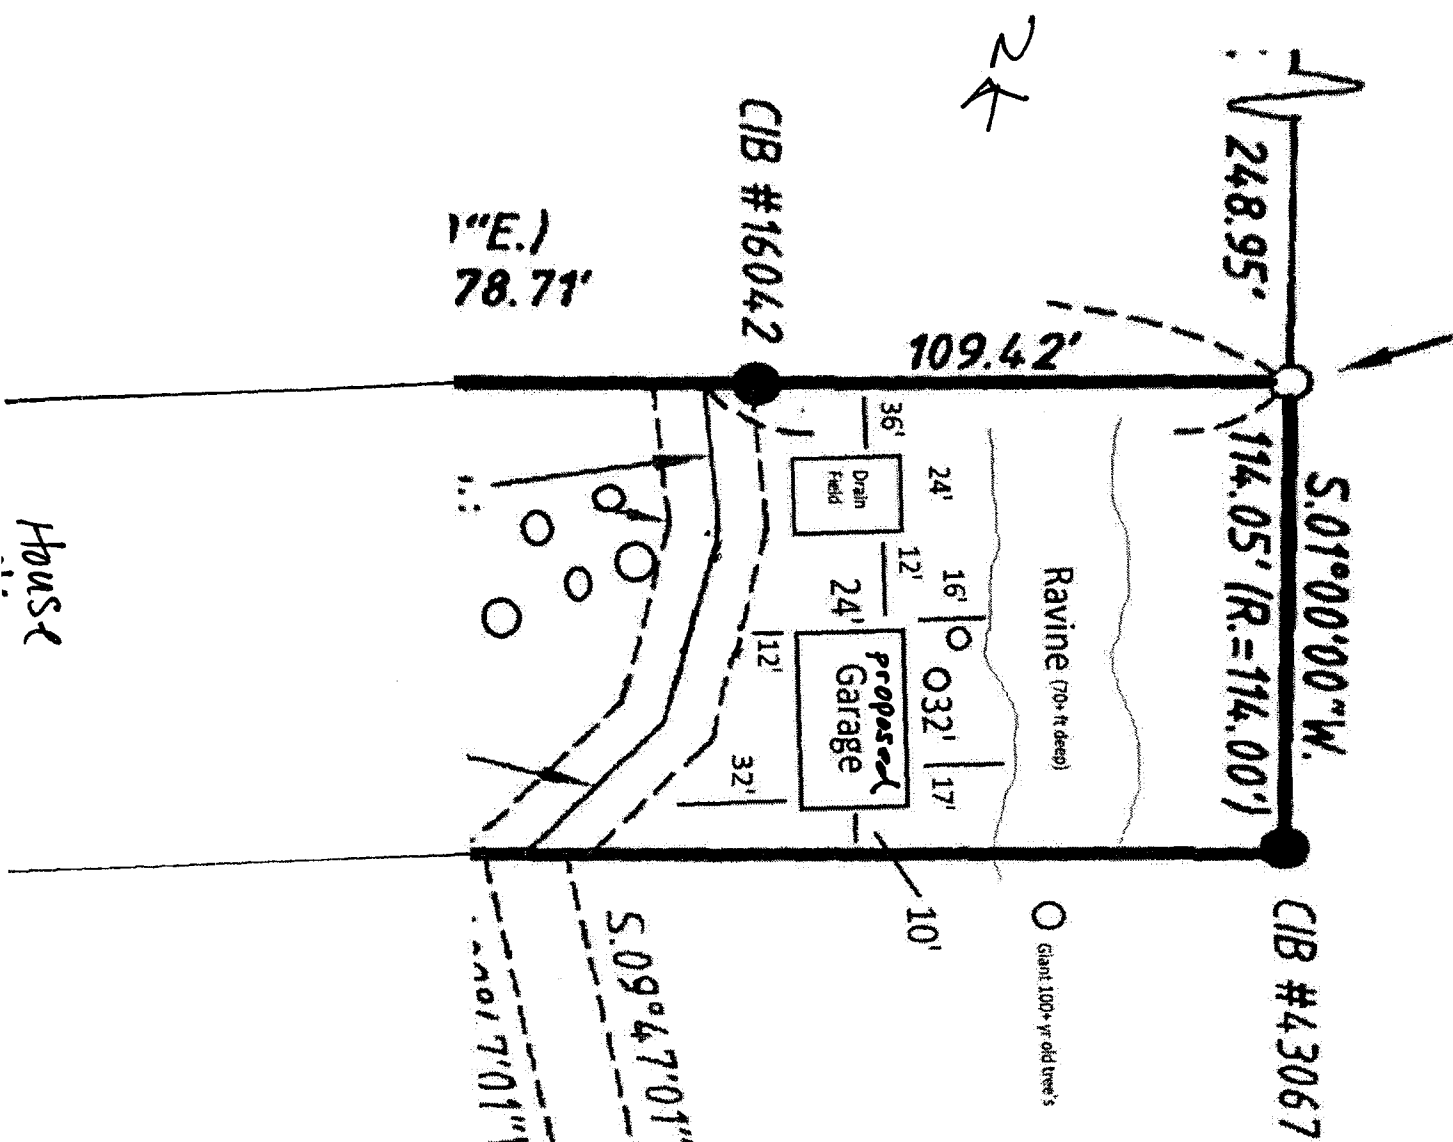 N
CIB #16042
248.95'
"E.)
78.71'
109.42'
36'
24'
Drain
Field
12'
16'
24'
12'
proposed
Garage
32'
17'
32'
10'
Ravine (70+ ft deep)
S.01°00'00"W.
114.05' (R.=114.00')
House
CIB #43067
Giant 100+ yr old tree's
S.09°47'01"
7'01"